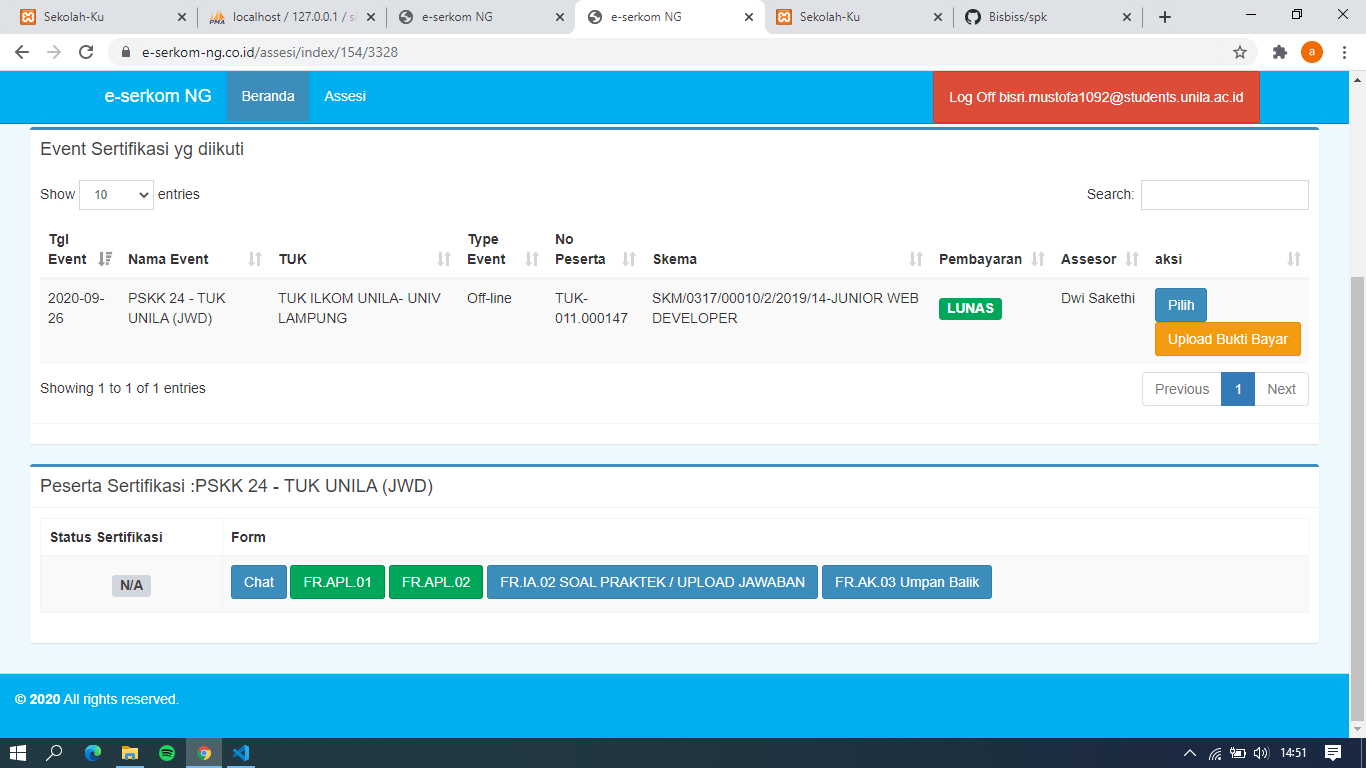 Sekolah-Ku
localhost / 127.0.0.1 / si
e-serkom NG
e-serkom NG
Sekolah-Ku
Bisbiss/spk
e-serkom-ng.co.id/assesi/index/154/3328
a
e-serkom NG
Beranda
Assesi
Log Off bisri.mustofa1092@students.unila.ac.id
Event Sertifikasi yg diikuti
Show 10 entries
Search:
Tgl Event
Nama Event
TUK
Type Event
No Peserta
Skema
Pembayaran
Assesor
aksi
2020-09-26
PSKK 24 - TUK UNILA (JWD)
TUK ILKOM UNILA- UNIV LAMPUNG
Off-line
TUK-011.000147
SKM/0317/00010/2/2019/14-JUNIOR WEB DEVELOPER
LUNAS
Dwi Sakethi
Pilih
Upload Bukti Bayar
Showing 1 to 1 of 1 entries
Previous 1 Next
Peserta Sertifikasi :PSKK 24 - TUK UNILA (JWD)
Status Sertifikasi
Form
N/A
Chat
FR.APL.01
FR.APL.02
FR.IA.02 SOAL PRAKTEK / UPLOAD JAWABAN
FR.AK.03 Umpan Balik
© 2020 All rights reserved.
14:51